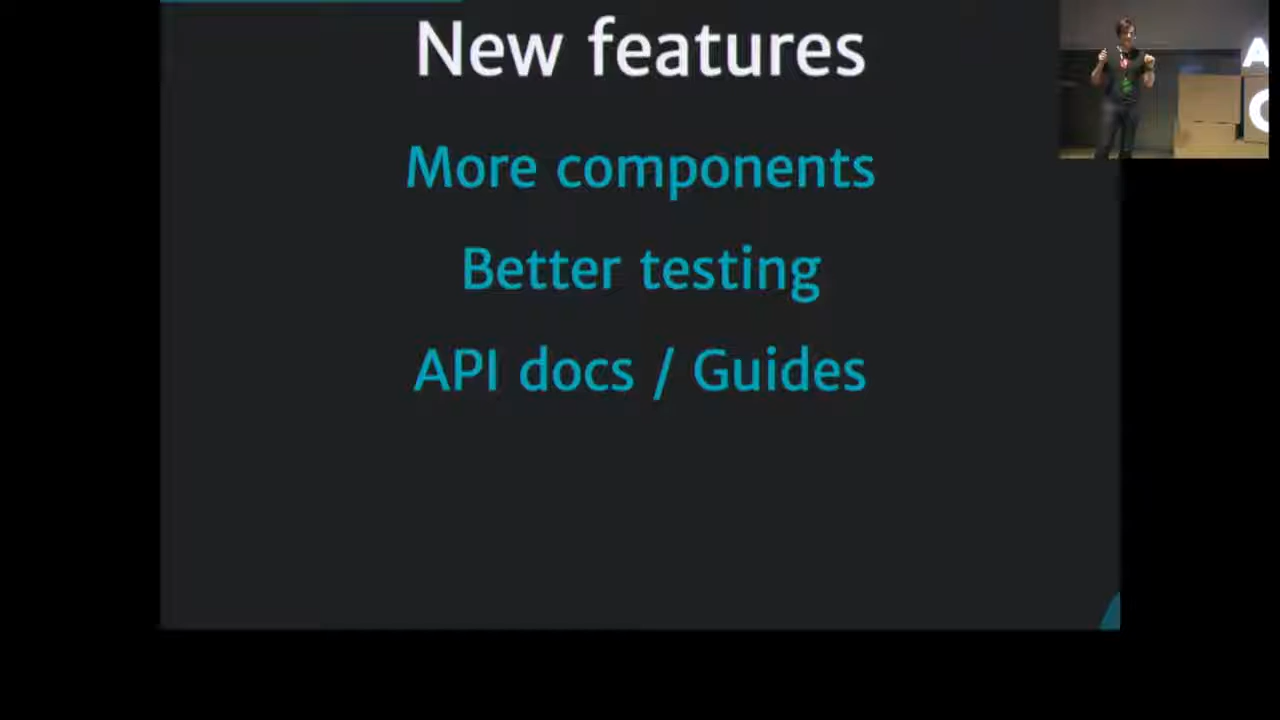 New features
More components
Better testing
API docs / Guides